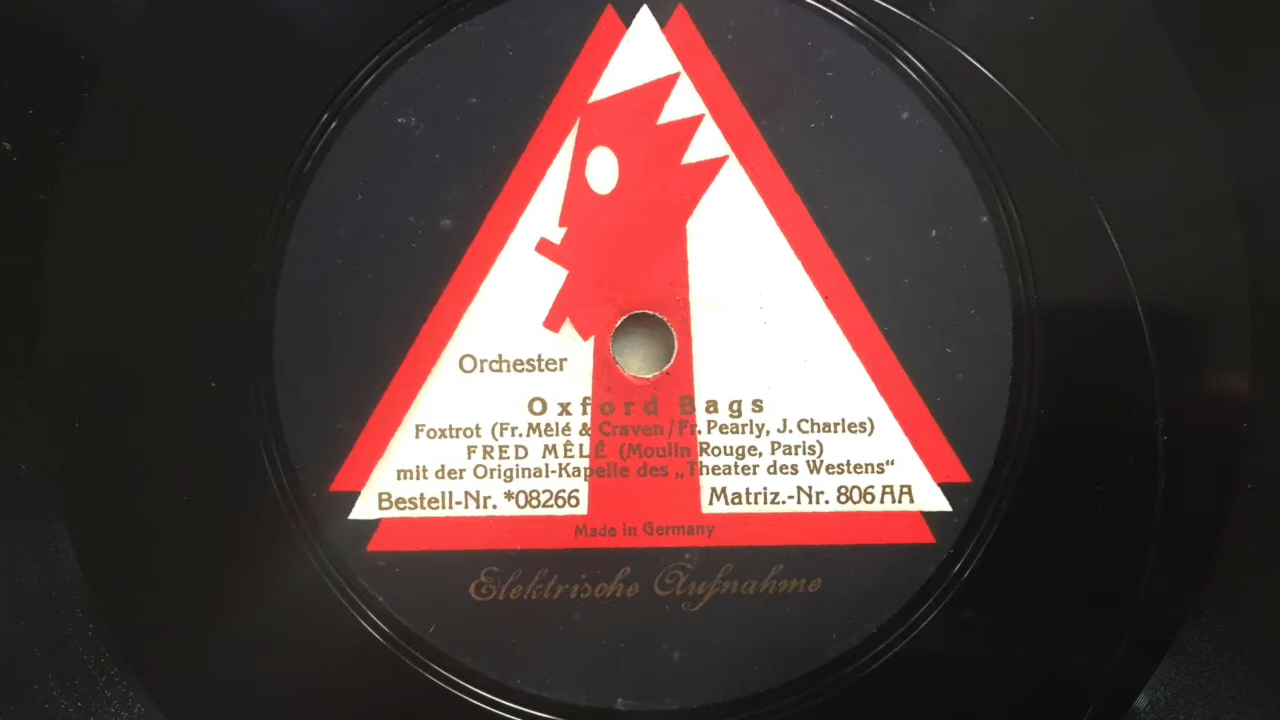 Orchester
Oxford Bags
Foxtrot (Fr. Mêlé & Craven / Fr. Pearly, J. Charles)
FRED MÊLÉ (Moulin Rouge, Paris)
mit der Original-Kapelle des „Theater des Westens“
Bestell-Nr. *08266 Matriz.-Nr. 806 AA
Made in Germany
Elektrische Aufnahme